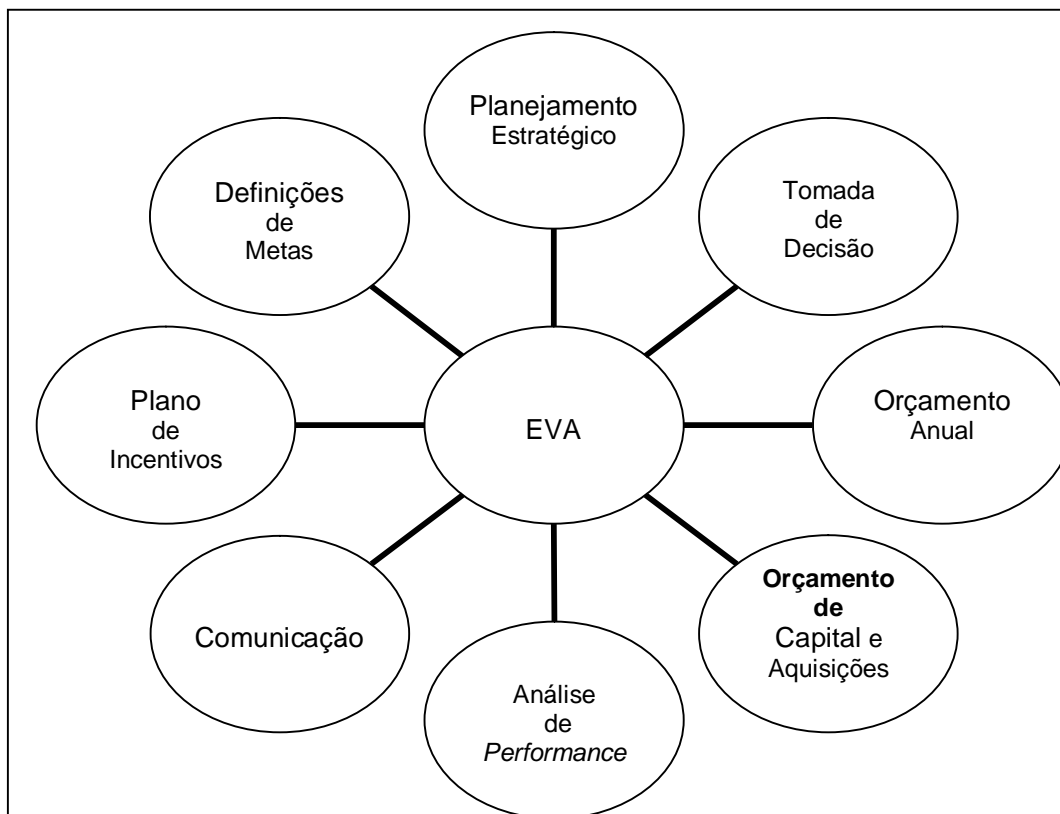 Planejamento
Estratégico
Definições
de
Metas
Tomada
de
Decisão
Plano
de
Incentivos
EVA
Orçamento
Anual
Comunicação
Orçamento
de
Capital e
Aquisições
Análise
de
Performance